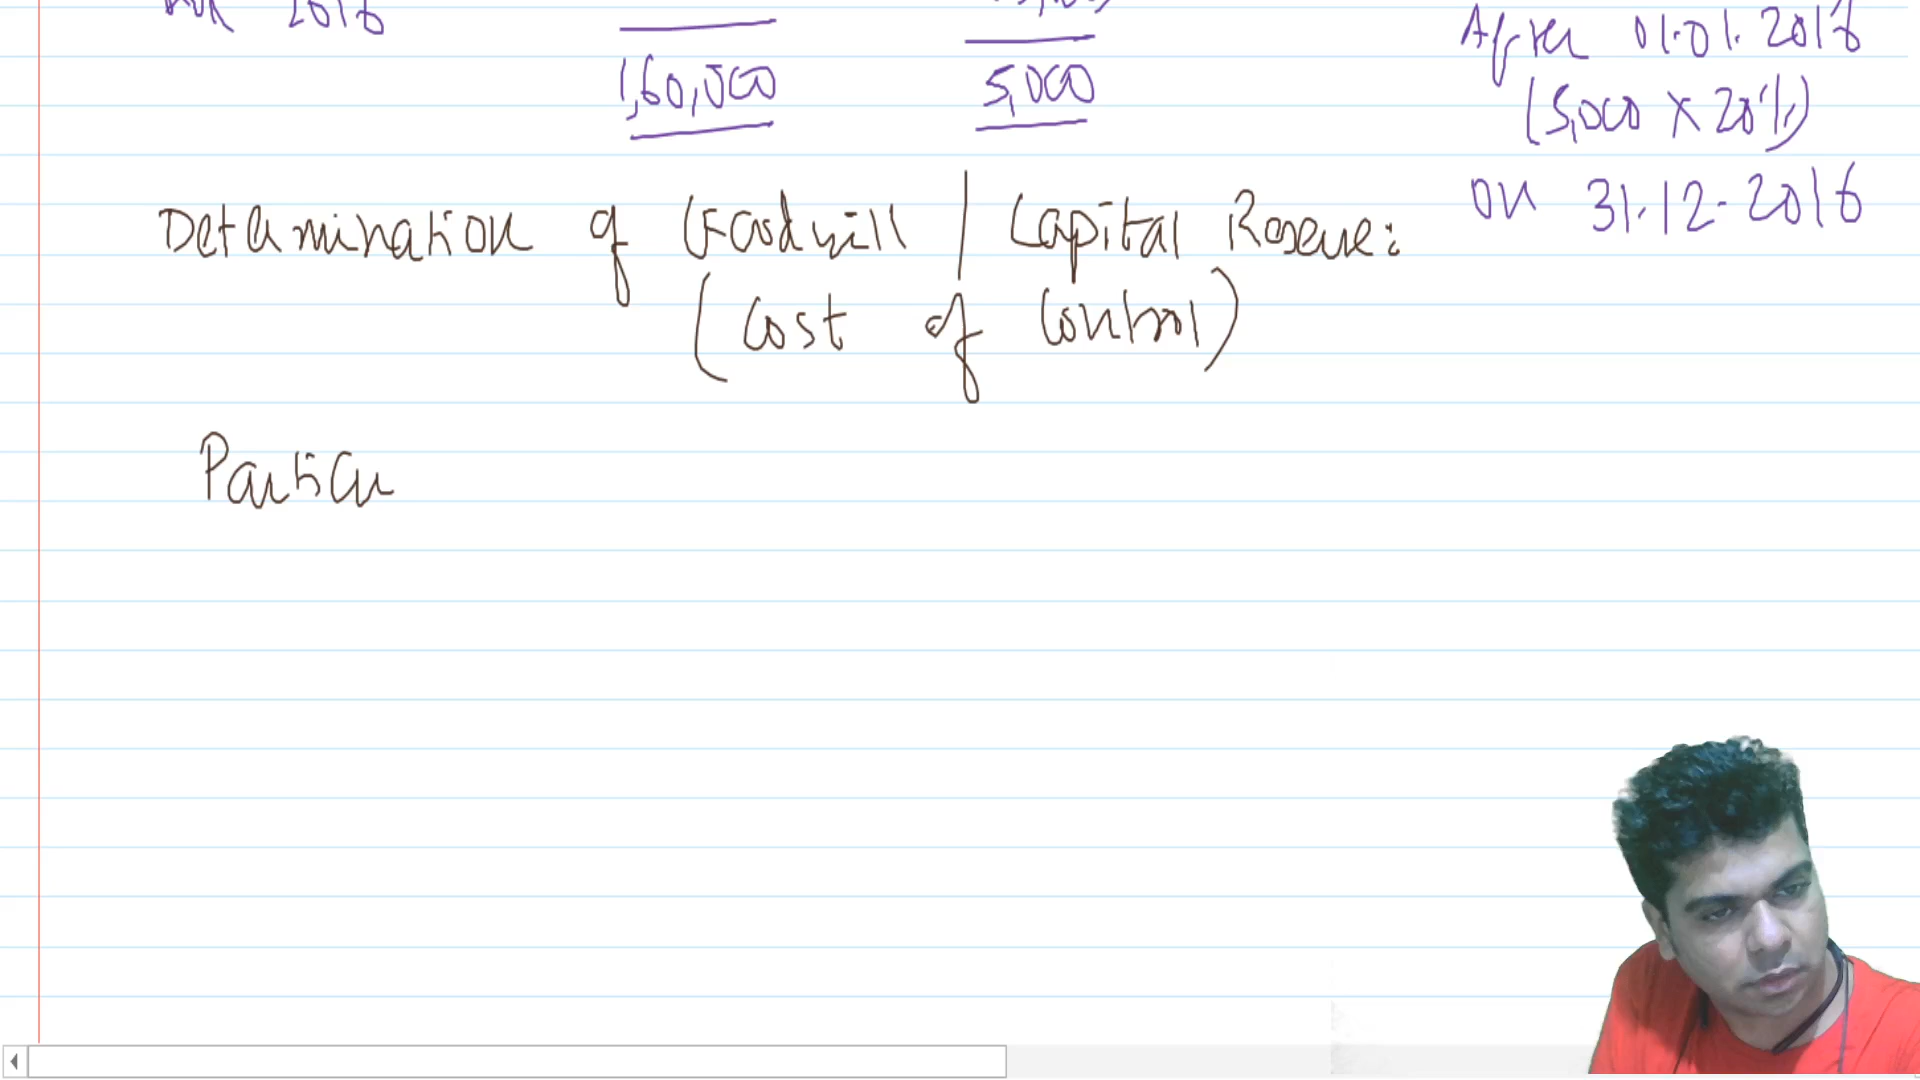 2016
1,60,000 5,000
After 01.01.2016
(5,000 X 20%)
on 31.12.2016
Determination of Goodwill / Capital Reserve:
(Cost of Control)
Particu